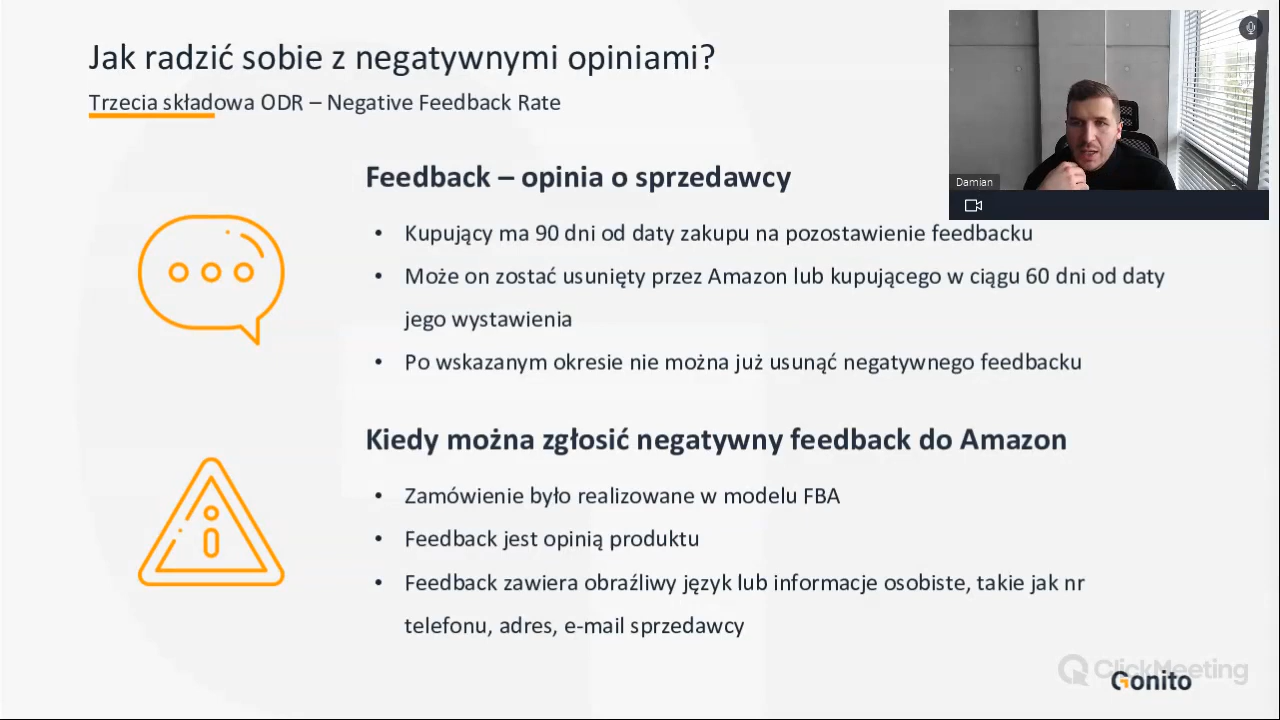 Jak radzić sobie z negatywnymi opiniami?
Trzecia składowa ODR – Negative Feedback Rate
Damian
Feedback – opinia o sprzedawcy
• Kupujący ma 90 dni od daty zakupu na pozostawienie feedbacku
• Może on zostać usunięty przez Amazon lub kupującego w ciągu 60 dni od daty
jego wystawienia
• Po wskazanym okresie nie można już usunąć negatywnego feedbacku
Kiedy można zgłosić negatywny feedback do Amazon
• Zamówienie było realizowane w modelu FBA
• Feedback jest opinią produktu
• Feedback zawiera obraźliwy język lub informacje osobiste, takie jak nr
telefonu, adres, e-mail sprzedawcy
ClickMeeting
Gonito